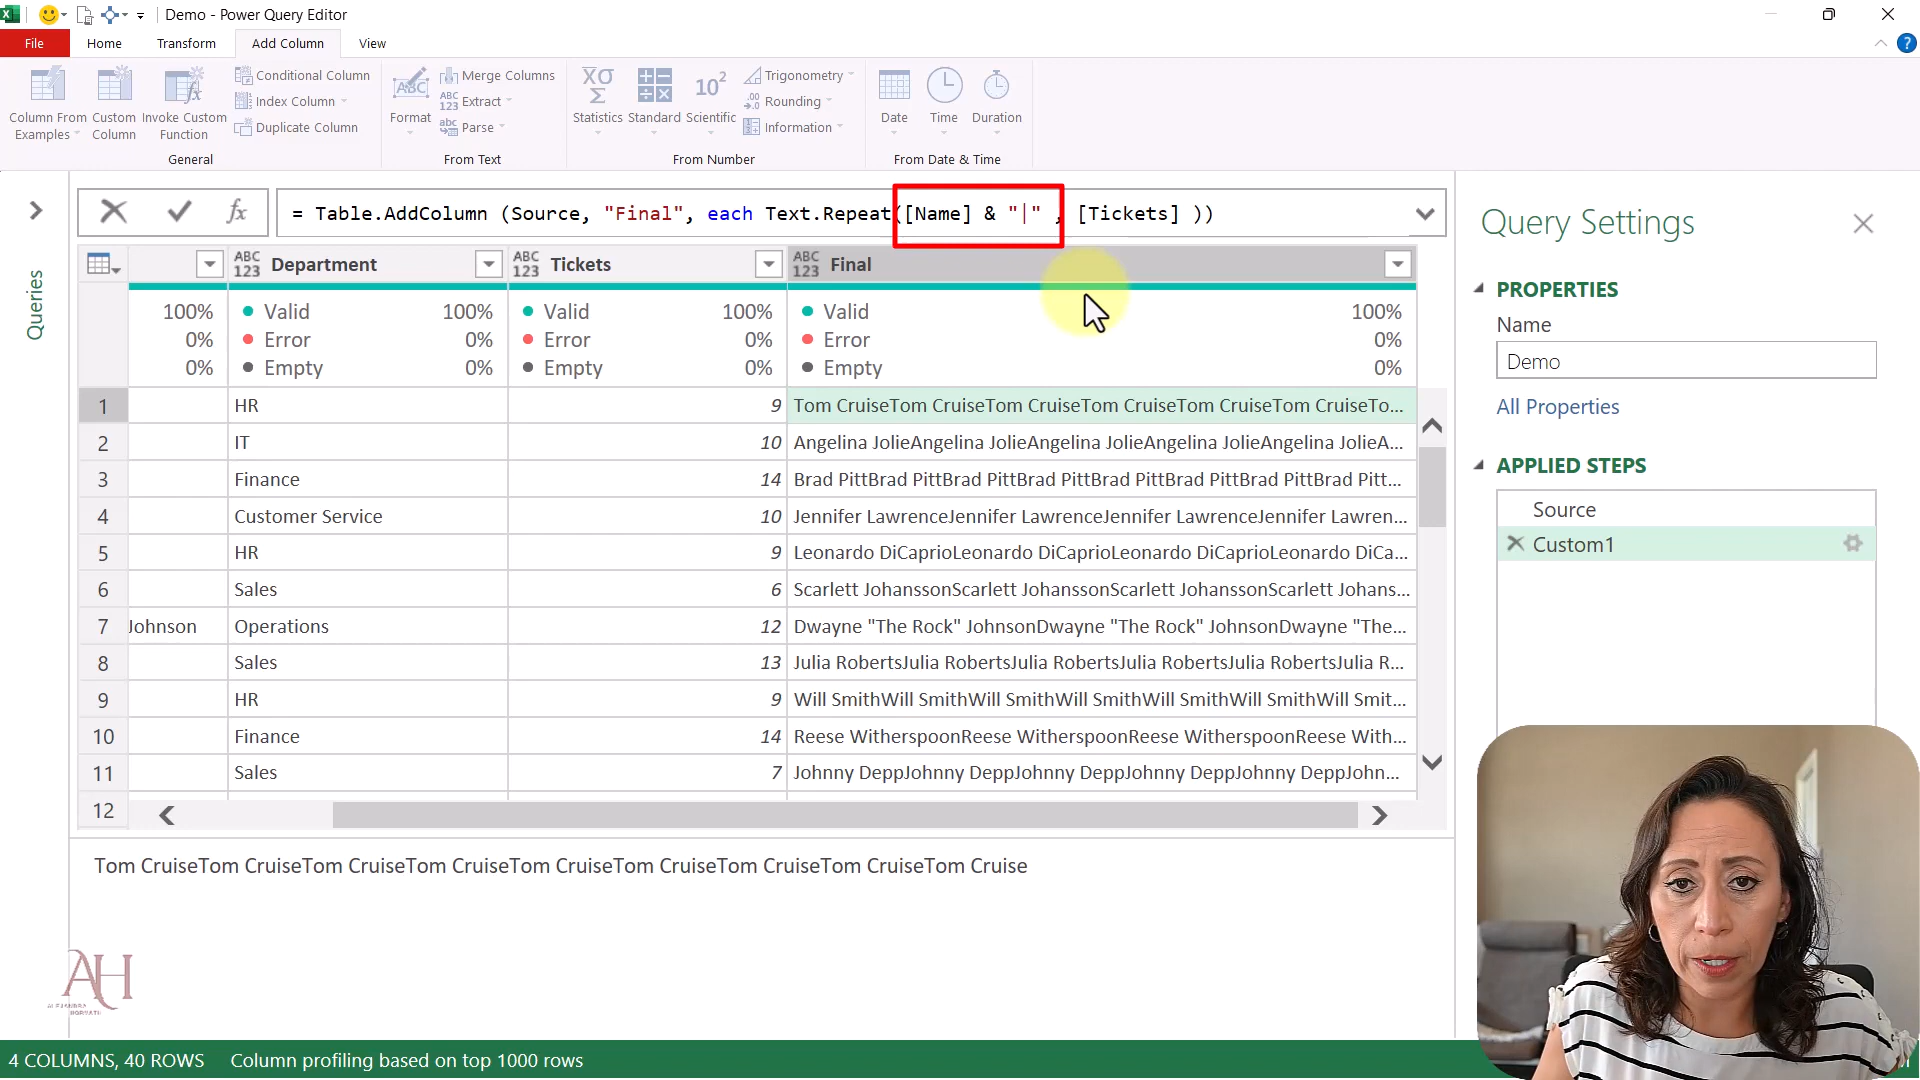 Demo - Power Query Editor
File Home Transform Add Column View
Column From Examples
Custom Column
Invoke Custom Function
Conditional Column
Index Column
Duplicate Column
General
Format
Merge Columns
Extract
Parse
From Text
Statistics
Standard
Scientific
Trigonometry
Rounding
Information
From Number
Date
Time
Duration
From Date & Time
= Table.AddColumn (Source, "Final", each Text.Repeat([Name] & "|" , [Tickets] ))
Queries
Department Tickets Final
100% Valid 100% Valid 100% Valid 100%
0% Error 0% Error 0% Error 0%
0% Empty 0% Empty 0% Empty 0%
1 HR 9 Tom CruiseTom CruiseTom CruiseTom CruiseTom CruiseTom CruiseTo...
2 IT 10 Angelina JolieAngelina JolieAngelina JolieAngelina JolieAngelina JolieA...
3 Finance 14 Brad PittBrad PittBrad PittBrad PittBrad PittBrad PittBrad PittBrad Pitt...
4 Customer Service 10 Jennifer LawrenceJennifer LawrenceJennifer LawrenceJennifer Lawren...
5 HR 9 Leonardo DiCaprioLeonardo DiCaprioLeonardo DiCaprioLeonardo DiCa...
6 Sales 6 Scarlett JohanssonScarlett JohanssonScarlett JohanssonScarlett Johans...
7 Johnson Operations 12 Dwayne "The Rock" JohnsonDwayne "The Rock" JohnsonDwayne "The...
8 Sales 13 Julia RobertsJulia RobertsJulia RobertsJulia RobertsJulia RobertsJulia R...
9 HR 9 Will SmithWill SmithWill SmithWill SmithWill SmithWill SmithWill Smit...
10 Finance 14 Reese WitherspoonReese WitherspoonReese WitherspoonReese With...
11 Sales 7 Johnny DeppJohnny DeppJohnny DeppJohnny DeppJohnny DeppJohn...
12
Tom CruiseTom CruiseTom CruiseTom CruiseTom CruiseTom CruiseTom CruiseTom CruiseTom Cruise
Query Settings
PROPERTIES
Name
Demo
All Properties
APPLIED STEPS
Source
Custom1
AH
ALEJANDRA
HORVATH
4 COLUMNS, 40 ROWS Column profiling based on top 1000 rows